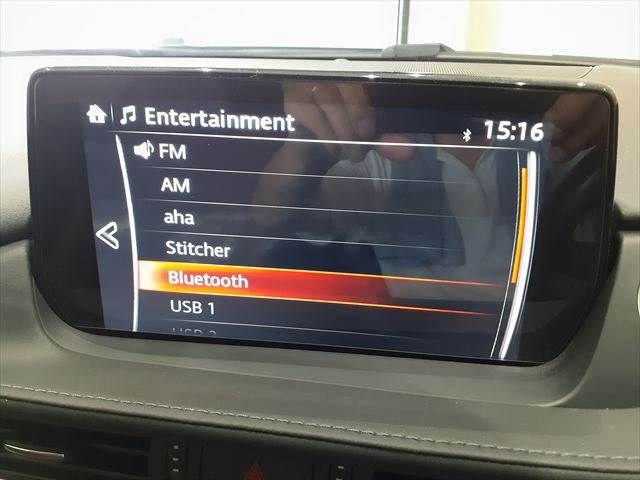 Entertainment
15:16
FM
AM
aha
Stitcher
Bluetooth
USB 1